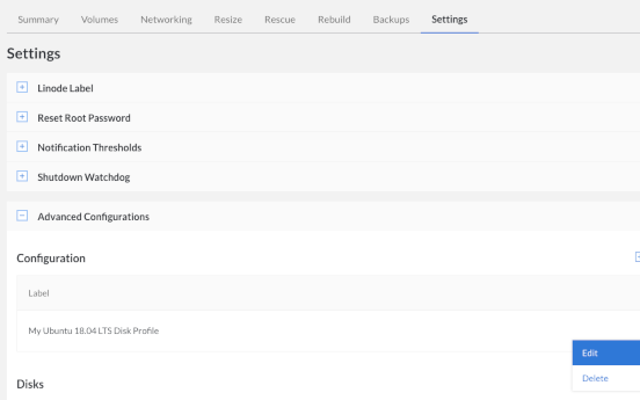 Summary Volumes Networking Resize Rescue Rebuild Backups Settings
Settings
Linode Label
Reset Root Password
Notification Thresholds
Shutdown Watchdog
Advanced Configurations
Configuration
Label
My Ubuntu 18.04 LTS Disk Profile
Edit
Delete
Disks